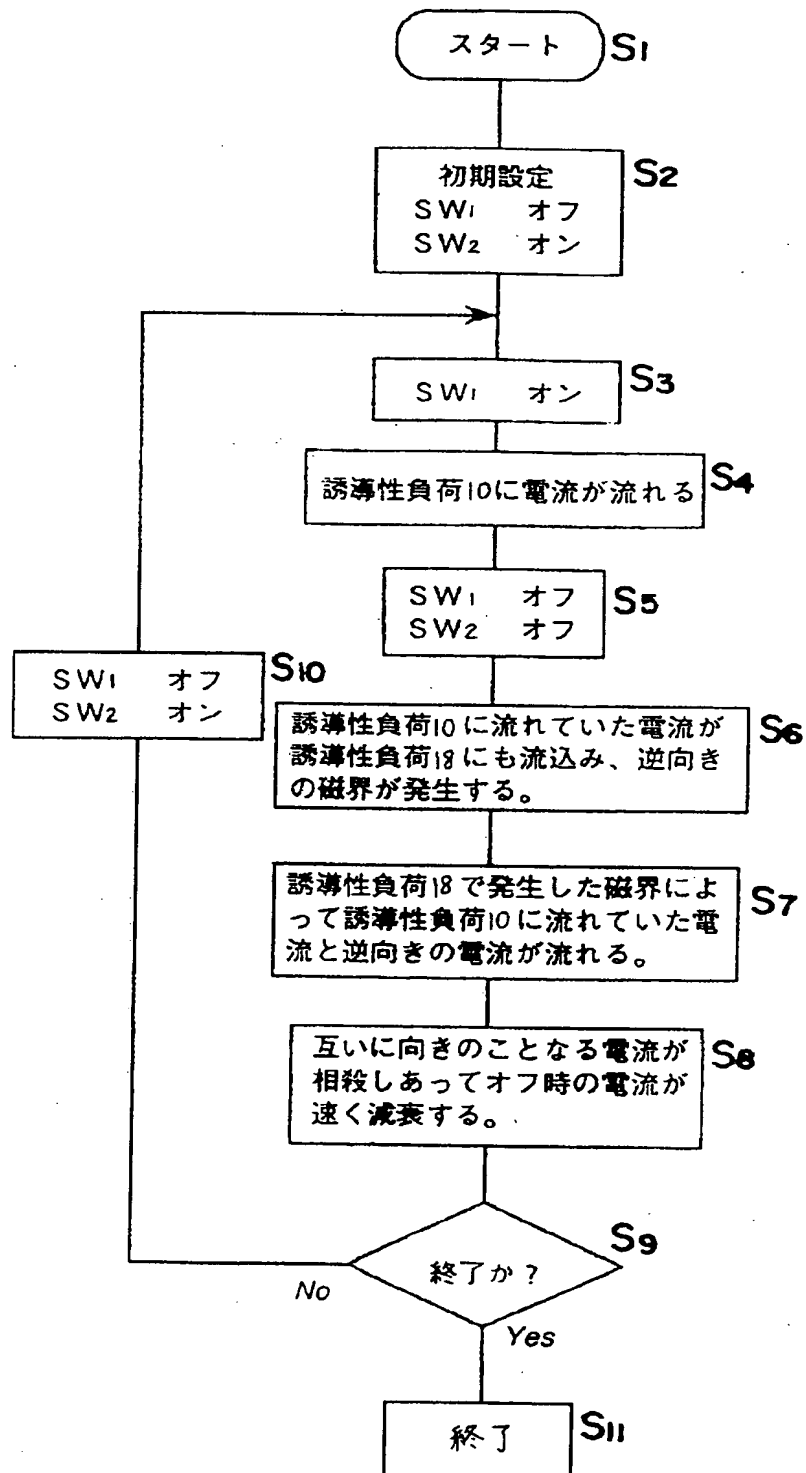 スタート
S1
初期設定
SW1 オフ
SW2 オン
S2
SW1 オン
S3
誘導性負荷10に電流が流れる
S4
SW1 オフ
SW2 オフ
S5
誘導性負荷10に流れていた電流が
誘導性負荷18にも流込み、逆向き
の磁界が発生する。
S6
誘導性負荷18で発生した磁界によ
って誘導性負荷10に流れていた電
流と逆向きの電流が流れる。
S7
互いに向きのことなる電流が
相殺しあってオフ時の電流が
速く減衰する。
S8
終了か?
S9
No
Yes
SW1 オフ
SW2 オン
S10
終了
S11